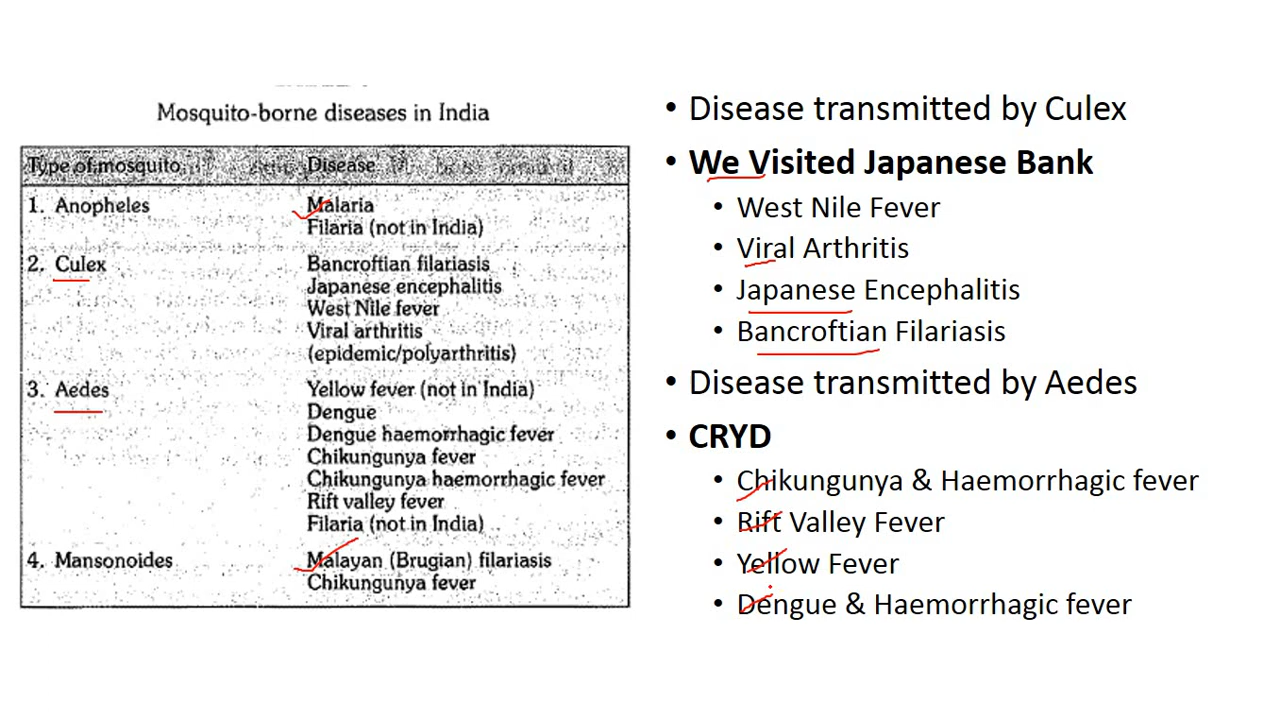 Mosquito-borne diseases in India
Type of mosquito Disease
1. Anopheles Malaria
Filaria (not in India)
2. Culex Bancroftian filariasis
Japanese encephalitis
West Nile fever
Viral arthritis
(epidemic/polyarthritis)
3. Aedes Yellow fever (not in India)
Dengue
Dengue haemorrhagic fever
Chikungunya fever
Chikungunya haemorrhagic fever
Rift valley fever
Filaria (not in India)
4. Mansonoides Malayan (Brugian) filariasis
Chikungunya fever
• Disease transmitted by Culex
• We Visited Japanese Bank
• West Nile Fever
• Viral Arthritis
• Japanese Encephalitis
• Bancroftian Filariasis
• Disease transmitted by Aedes
• CRYD
• Chikungunya & Haemorrhagic fever
• Rift Valley Fever
• Yellow Fever
• Dengue & Haemorrhagic fever